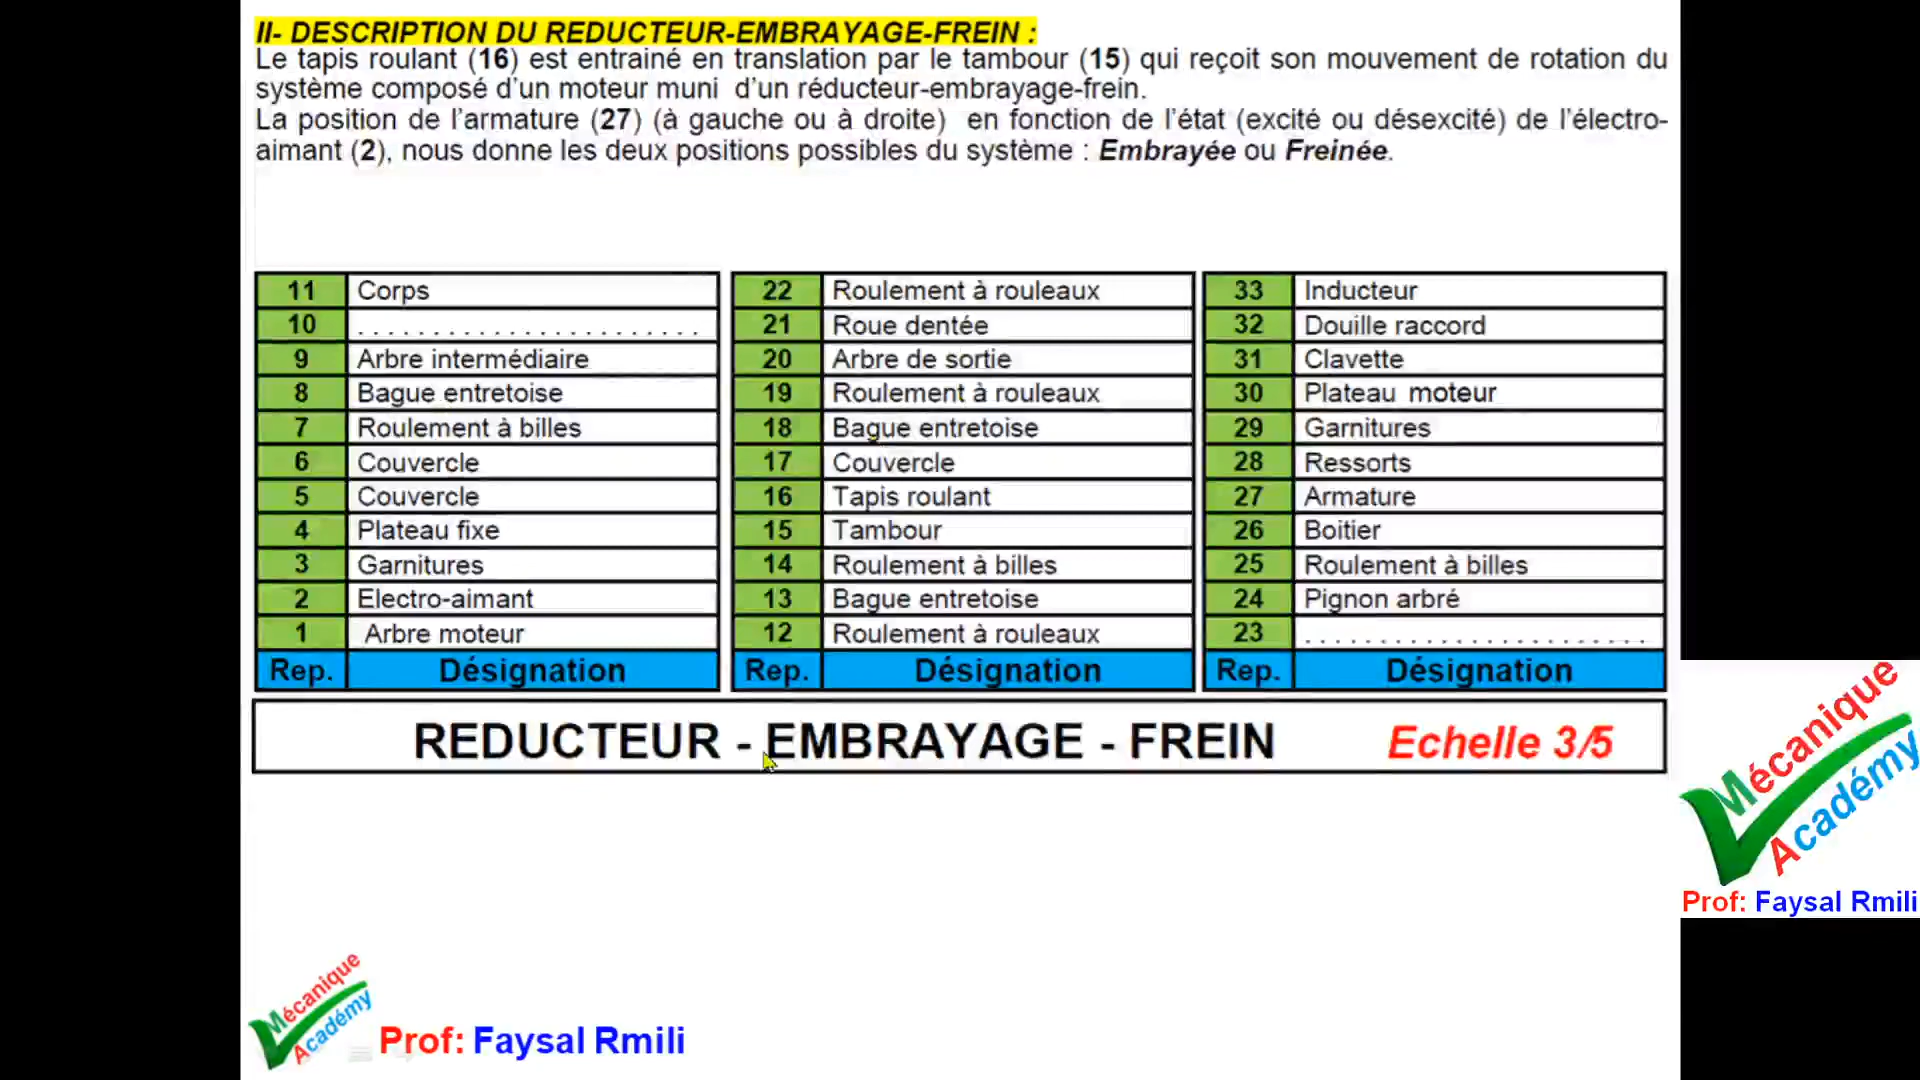 II- DESCRIPTION DU REDUCTEUR-EMBRAYAGE-FREIN :
Le tapis roulant (16) est entrainé en translation par le tambour (15) qui reçoit son mouvement de rotation du
système composé d'un moteur muni d'un réducteur-embrayage-frein.
La position de l'armature (27) (à gauche ou à droite) en fonction de l'état (excité ou désexcité) de l'électro-
aimant (2), nous donne les deux positions possibles du système : Embrayée ou Freinée.
11 Corps 22 Roulement à rouleaux 33 Inducteur
10 . . . . . . . . . . . . . . . . . . . . . . . 21 Roue dentée 32 Douille raccord
9 Arbre intermédiaire 20 Arbre de sortie 31 Clavette
8 Bague entretoise 19 Roulement à rouleaux 30 Plateau moteur
7 Roulement à billes 18 Bague entretoise 29 Garnitures
6 Couvercle 17 Couvercle 28 Ressorts
5 Couvercle 16 Tapis roulant 27 Armature
4 Plateau fixe 15 Tambour 26 Boitier
3 Garnitures 14 Roulement à billes 25 Roulement à billes
2 Electro-aimant 13 Bague entretoise 24 Pignon arbré
1 Arbre moteur 12 Roulement à rouleaux 23 . . . . . . . . . . . . . . . . . . . . . . .
Rep. Désignation Rep. Désignation Rep. Désignation
REDUCTEUR - EMBRAYAGE - FREIN Echelle 3/5
Mécanique
Académy
Prof: Faysal Rmili
Mécanique
Académy
Prof: Faysal Rmili